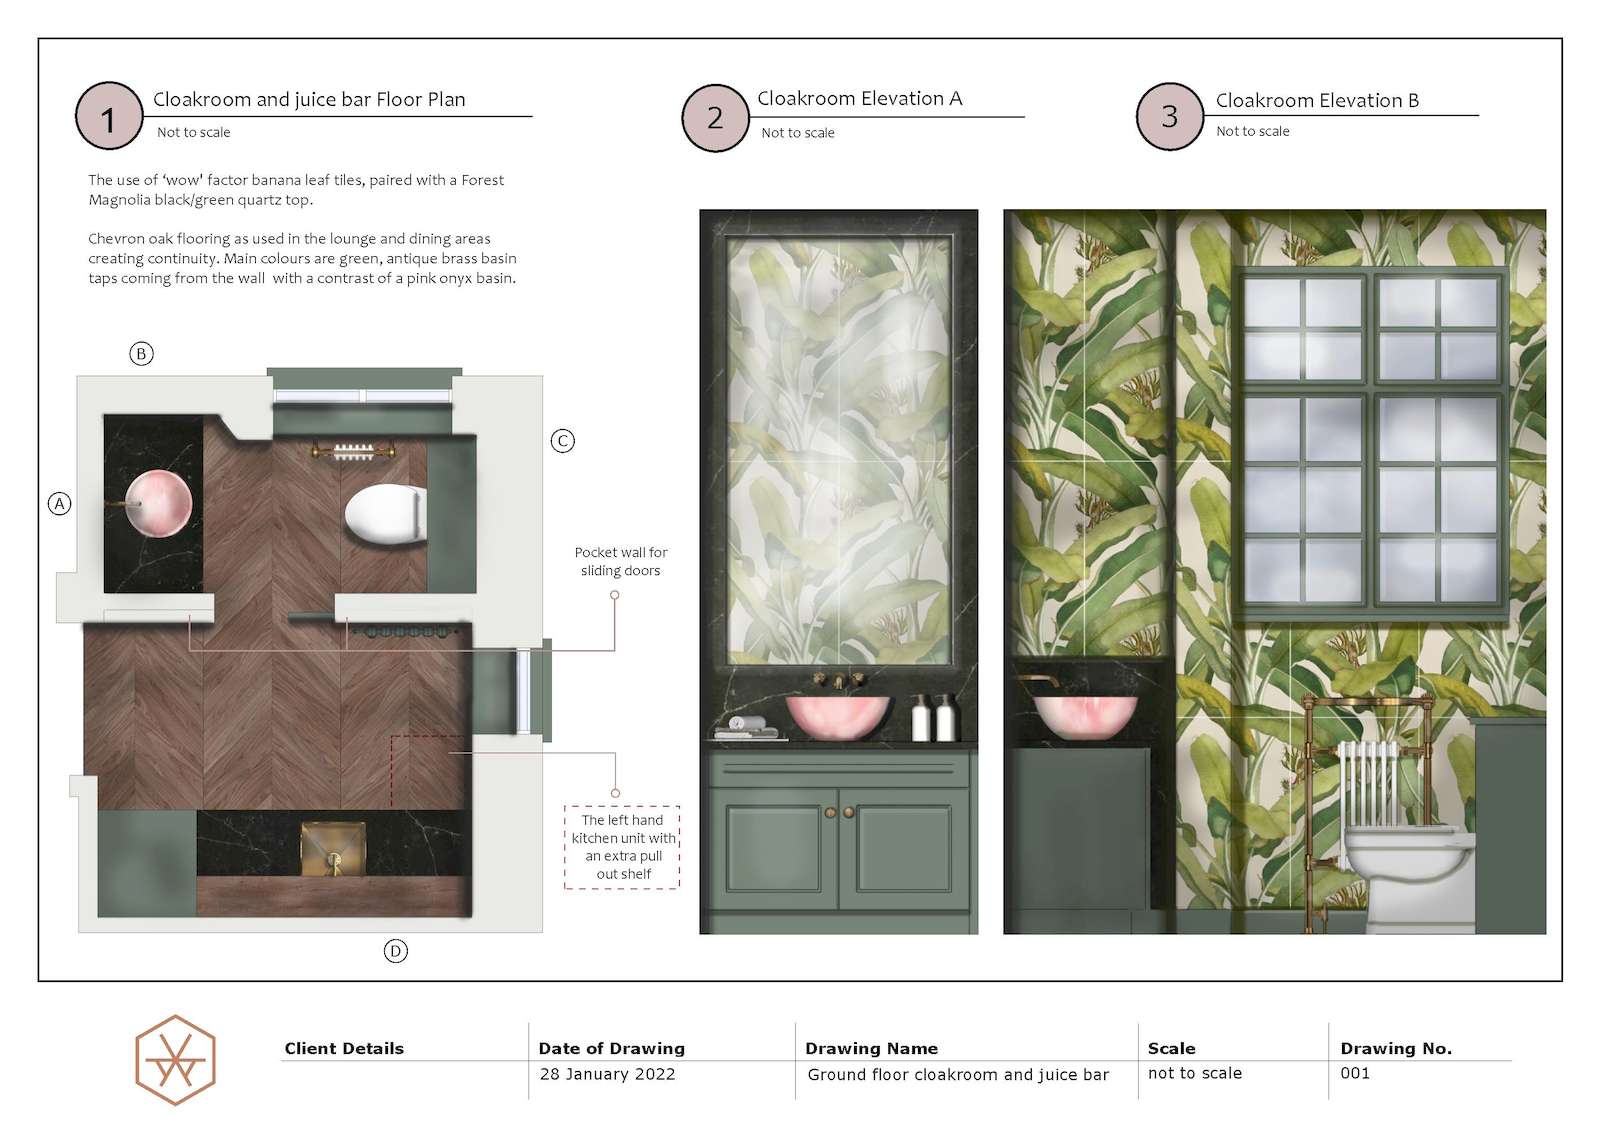 1
Cloakroom and juice bar Floor Plan
Not to scale
2
Cloakroom Elevation A
Not to scale
3
Cloakroom Elevation B
Not to scale
The use of ‘wow' factor banana leaf tiles, paired with a Forest
Magnolia black/green quartz top.
Chevron oak flooring as used in the lounge and dining areas
creating continuity. Main colours are green, antique brass basin
taps coming from the wall  with a contrast of a pink onyx basin.
B
C
A
Pocket wall for
sliding doors
The left hand
kitchen unit with
an extra pull
out shelf
D
Client Details
Date of Drawing
28 January 2022
Drawing Name
Ground floor cloakroom and juice bar
Scale
not to scale
Drawing No.
001